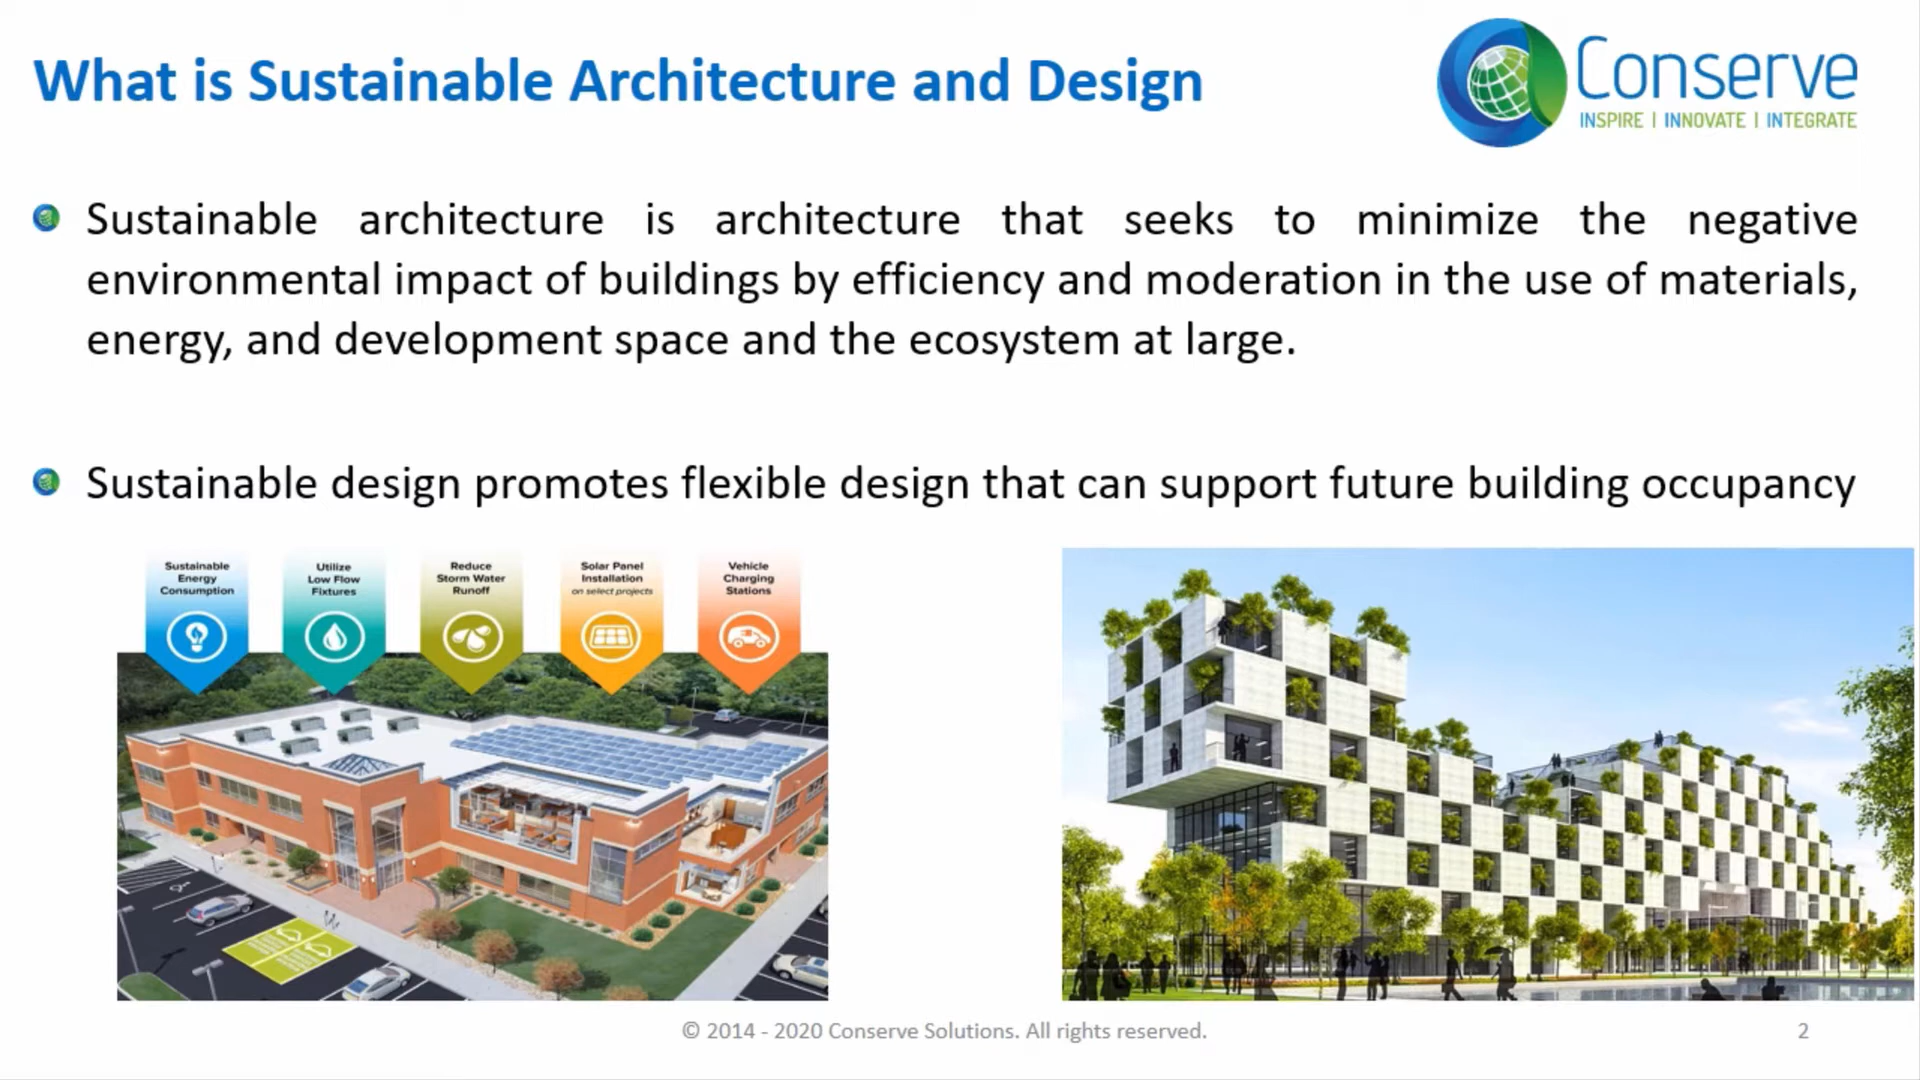 What is Sustainable Architecture and Design
Conserve
INSPIRE | INNOVATE | INTEGRATE
Sustainable architecture is architecture that seeks to minimize the negative
environmental impact of buildings by efficiency and moderation in the use of materials,
energy, and development space and the ecosystem at large.
Sustainable design promotes flexible design that can support future building occupancy
Sustainable
Energy
Consumption
Utilize
Low Flow
Fixtures
Reduce
Storm Water
Runoff
Solar Panel
Installation
on select projects
Vehicle
Charging
Stations
© 2014 - 2020 Conserve Solutions. All rights reserved.
2